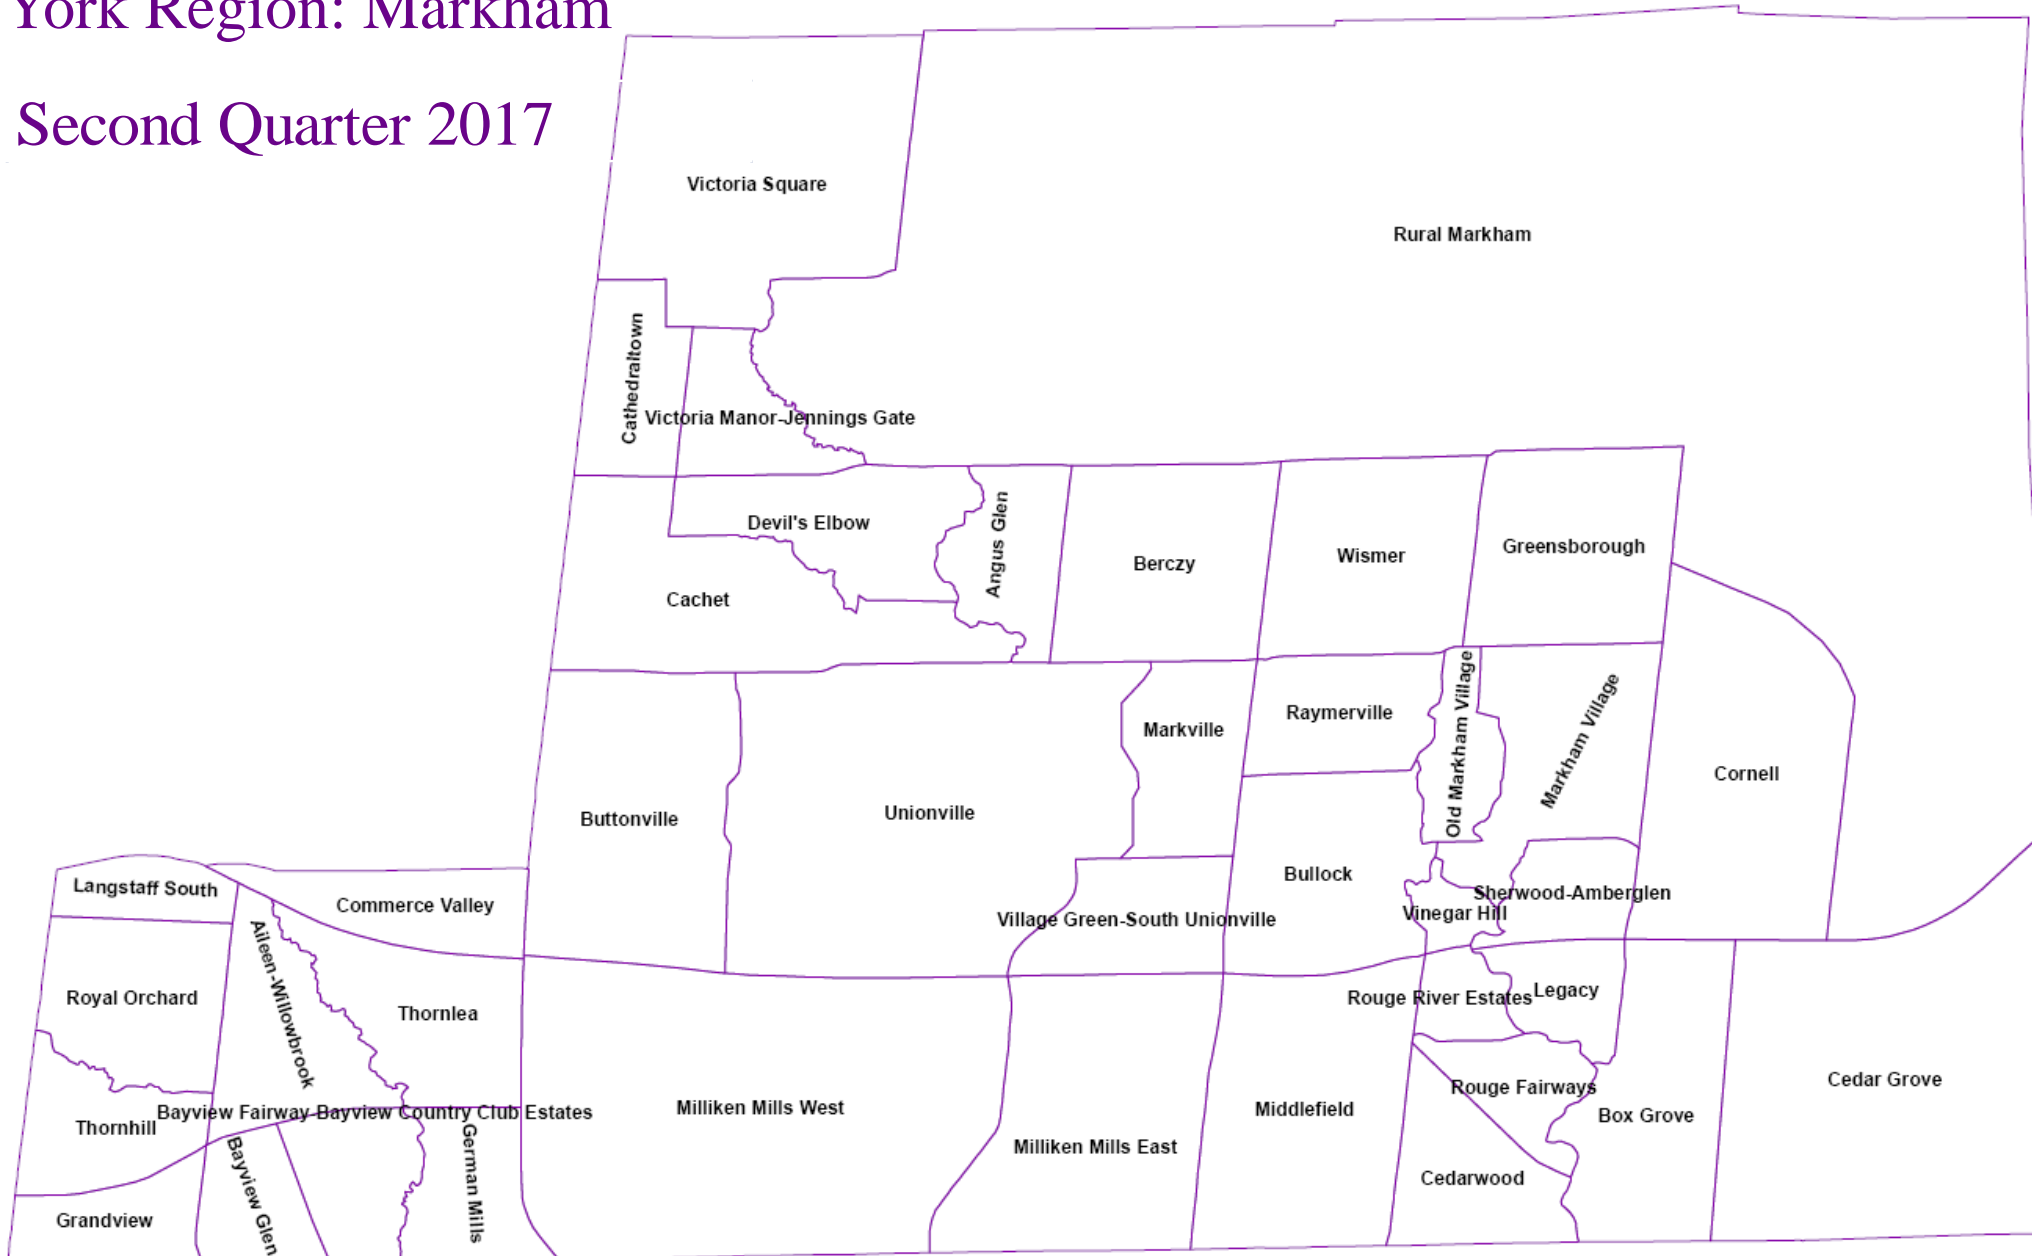 York Region: Markham
Second Quarter 2017
Victoria Square
Rural Markham
Cathedraltown
Victoria Manor-Jennings Gate
Devil's Elbow
Angus Glen
Berczy
Wismer
Greensborough
Cachet
Raymerville
Old Markham Village
Markham Village
Markville
Cornell
Buttonville
Unionville
Bullock
Langstaff South
Commerce Valley
Village Green-South Unionville
Vinegar Hill
Sherwood-Amberglen
Aileen-Willowbrook
Royal Orchard
Thornlea
Rouge River Estates
Legacy
Thornhill
Bayview Fairway-Bayview Country Club Estates
Milliken Mills West
Milliken Mills East
Middlefield
Rouge Fairways
Box Grove
Cedar Grove
Cedarwood
Grandview
Bayview Glen
German Mills